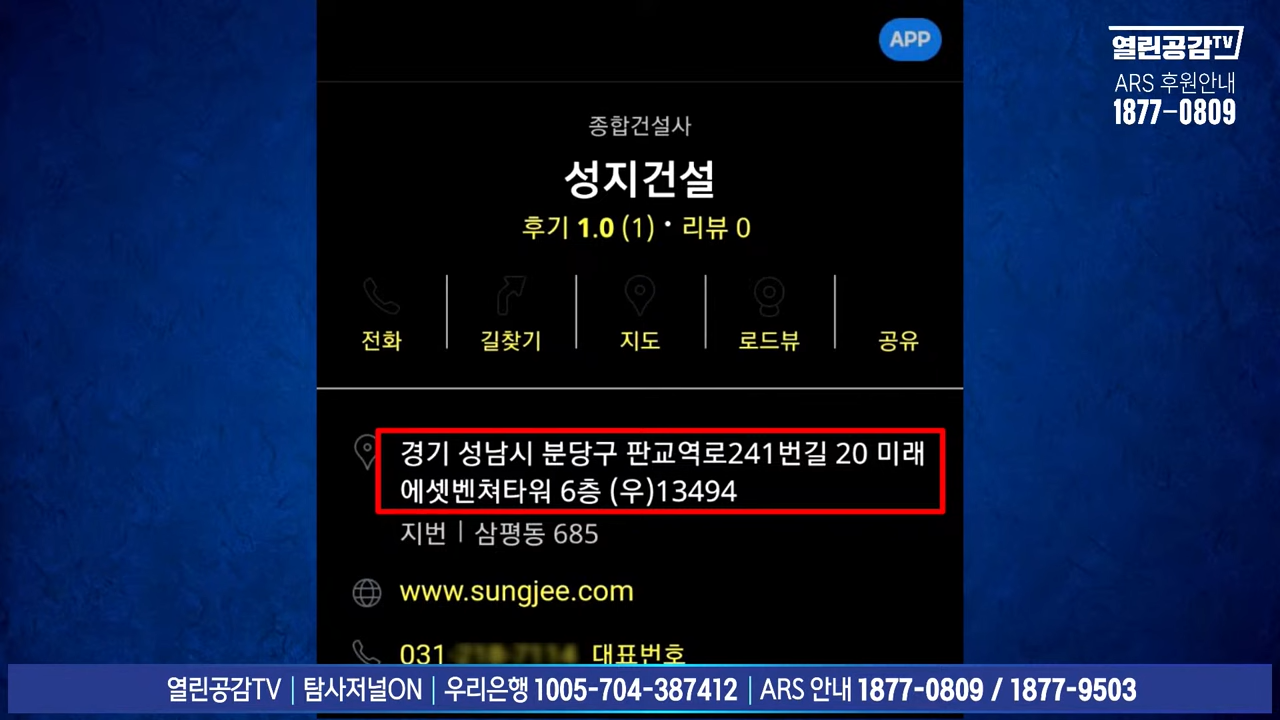 APP
열린공감TV
ARS 후원안내
1877-0809
종합건설사
성지건설
후기 1.0 (1) · 리뷰 0
전화 길찾기 지도 로드뷰 공유
경기 성남시 분당구 판교역로241번길 20 미래
에셋벤쳐타워 6층 (우)13494
지번 | 삼평동 685
www.sungjee.com
031 대표번호
열린공감TV | 탐사저널ON | 우리은행 1005-704-387412 | ARS 안내 1877-0809 / 1877-9503